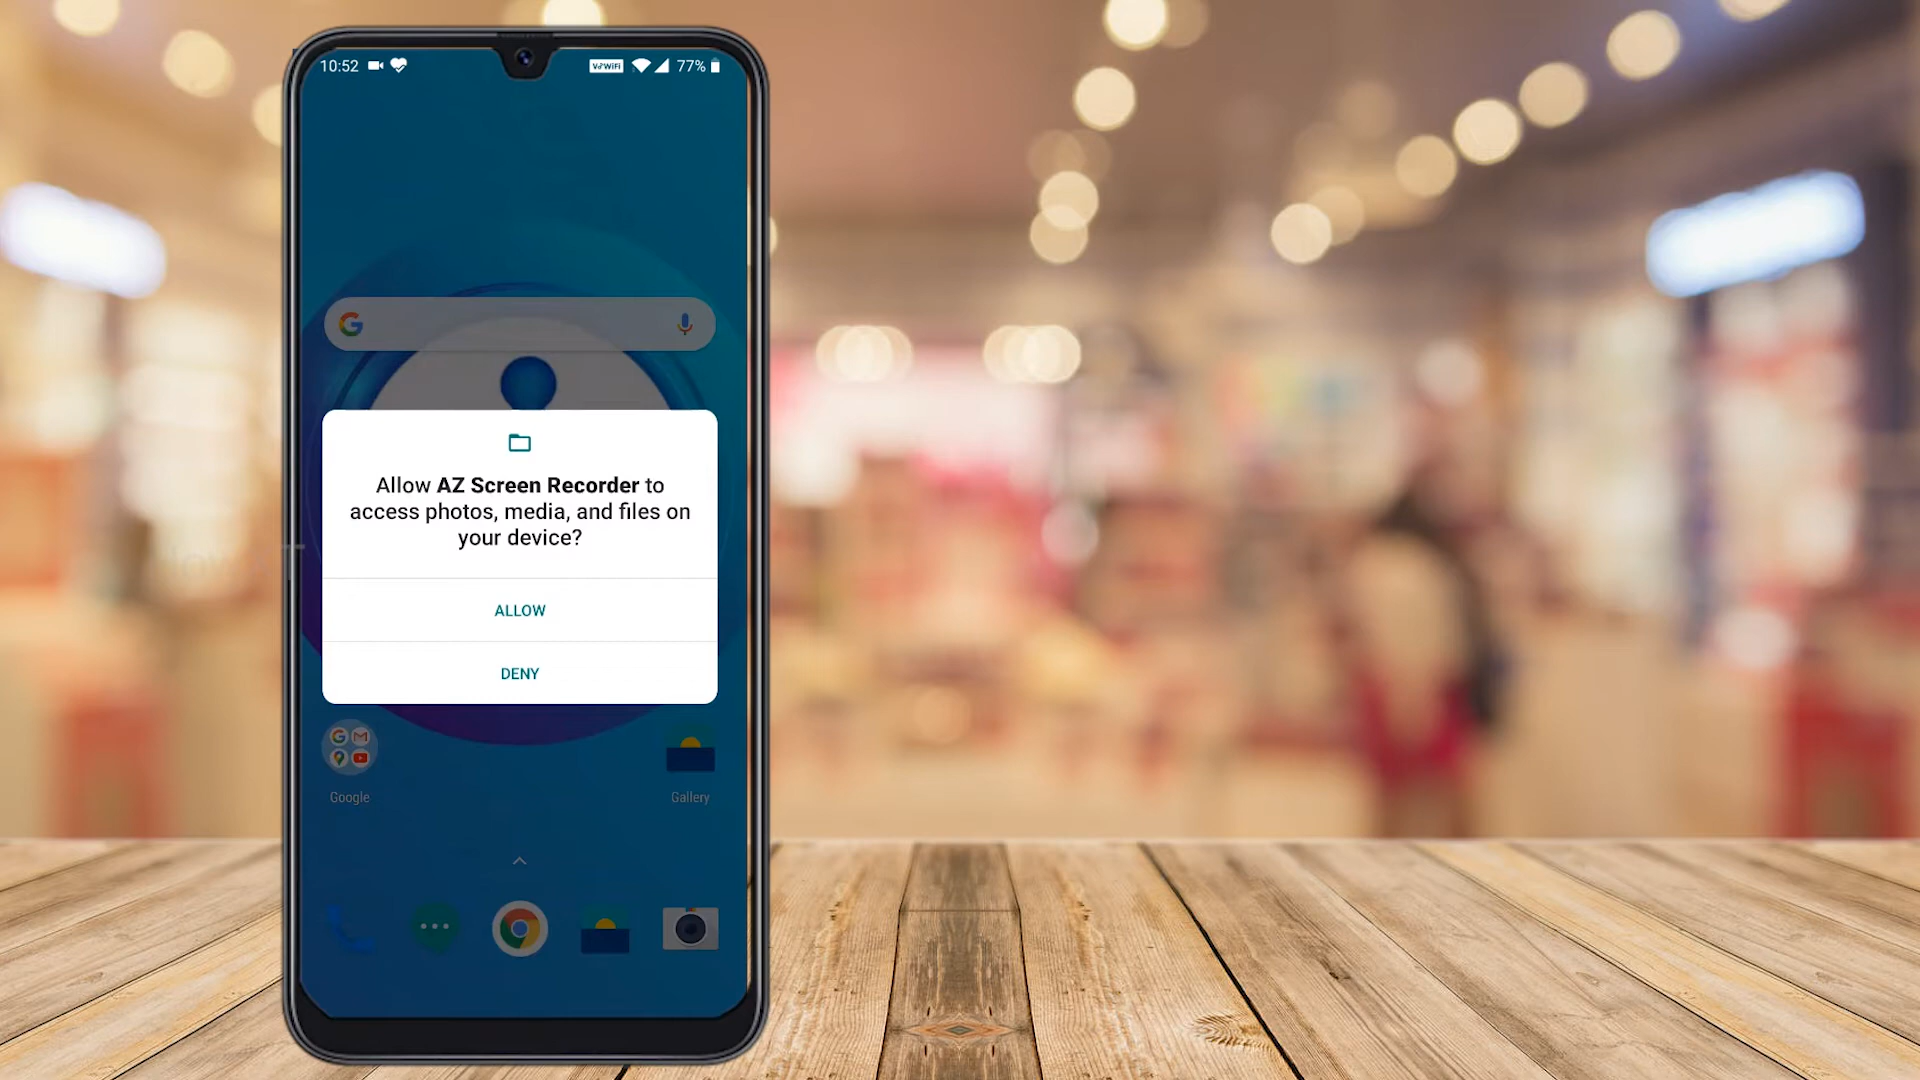 10:52
VoWiFi 77%
Allow AZ Screen Recorder to
access photos, media, and files on
your device?
ALLOW
DENY
Google
Gallery